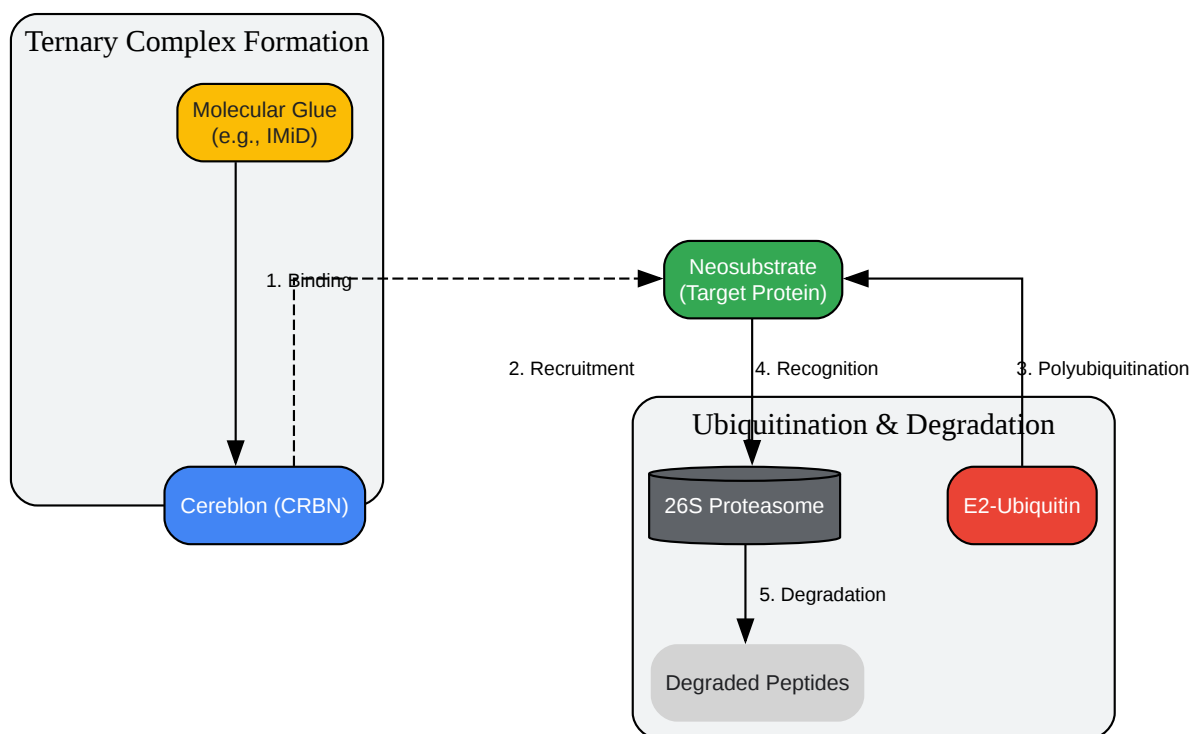 Ternary Complex Formation
Molecular Glue
(e.g., IMiD)
1. Binding
Neosubstrate
(Target Protein)
2. Recruitment
4. Recognition
3. Polyubiquitination
Ubiquitination & Degradation
Cereblon (CRBN)
26S Proteasome
E2-Ubiquitin
5. Degradation
Degraded Peptides